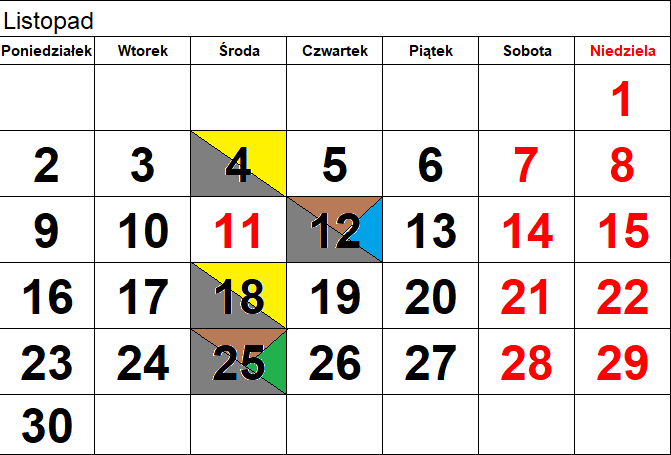 Listopad
Poniedziałek Wtorek Środa Czwartek Piątek Sobota Niedziela
1
2 3 4 5 6 7 8
9 10 11 12 13 14 15
16 17 18 19 20 21 22
23 24 25 26 27 28 29
30